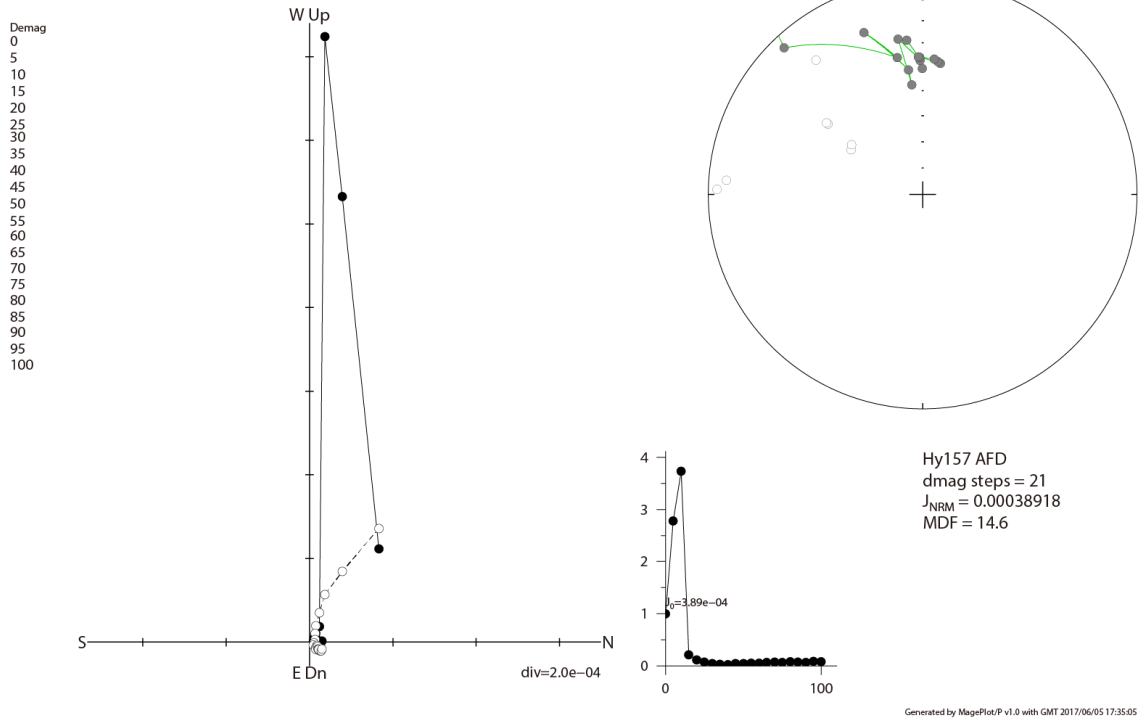 W Up
Demag
0
5
10
15
20
25
30
35
40
45
50
55
60
65
70
75
80
85
90
95
100
S
N
E Dn
div=2.0e−04
4
3
2
1
0
J0=3.89e−04
0
100
Hy157 AFD
dmag steps = 21
JNRM = 0.00038918
MDF = 14.6
Generated by MagePlot/P v1.0 with GMT 2017/06/05 17:35:05